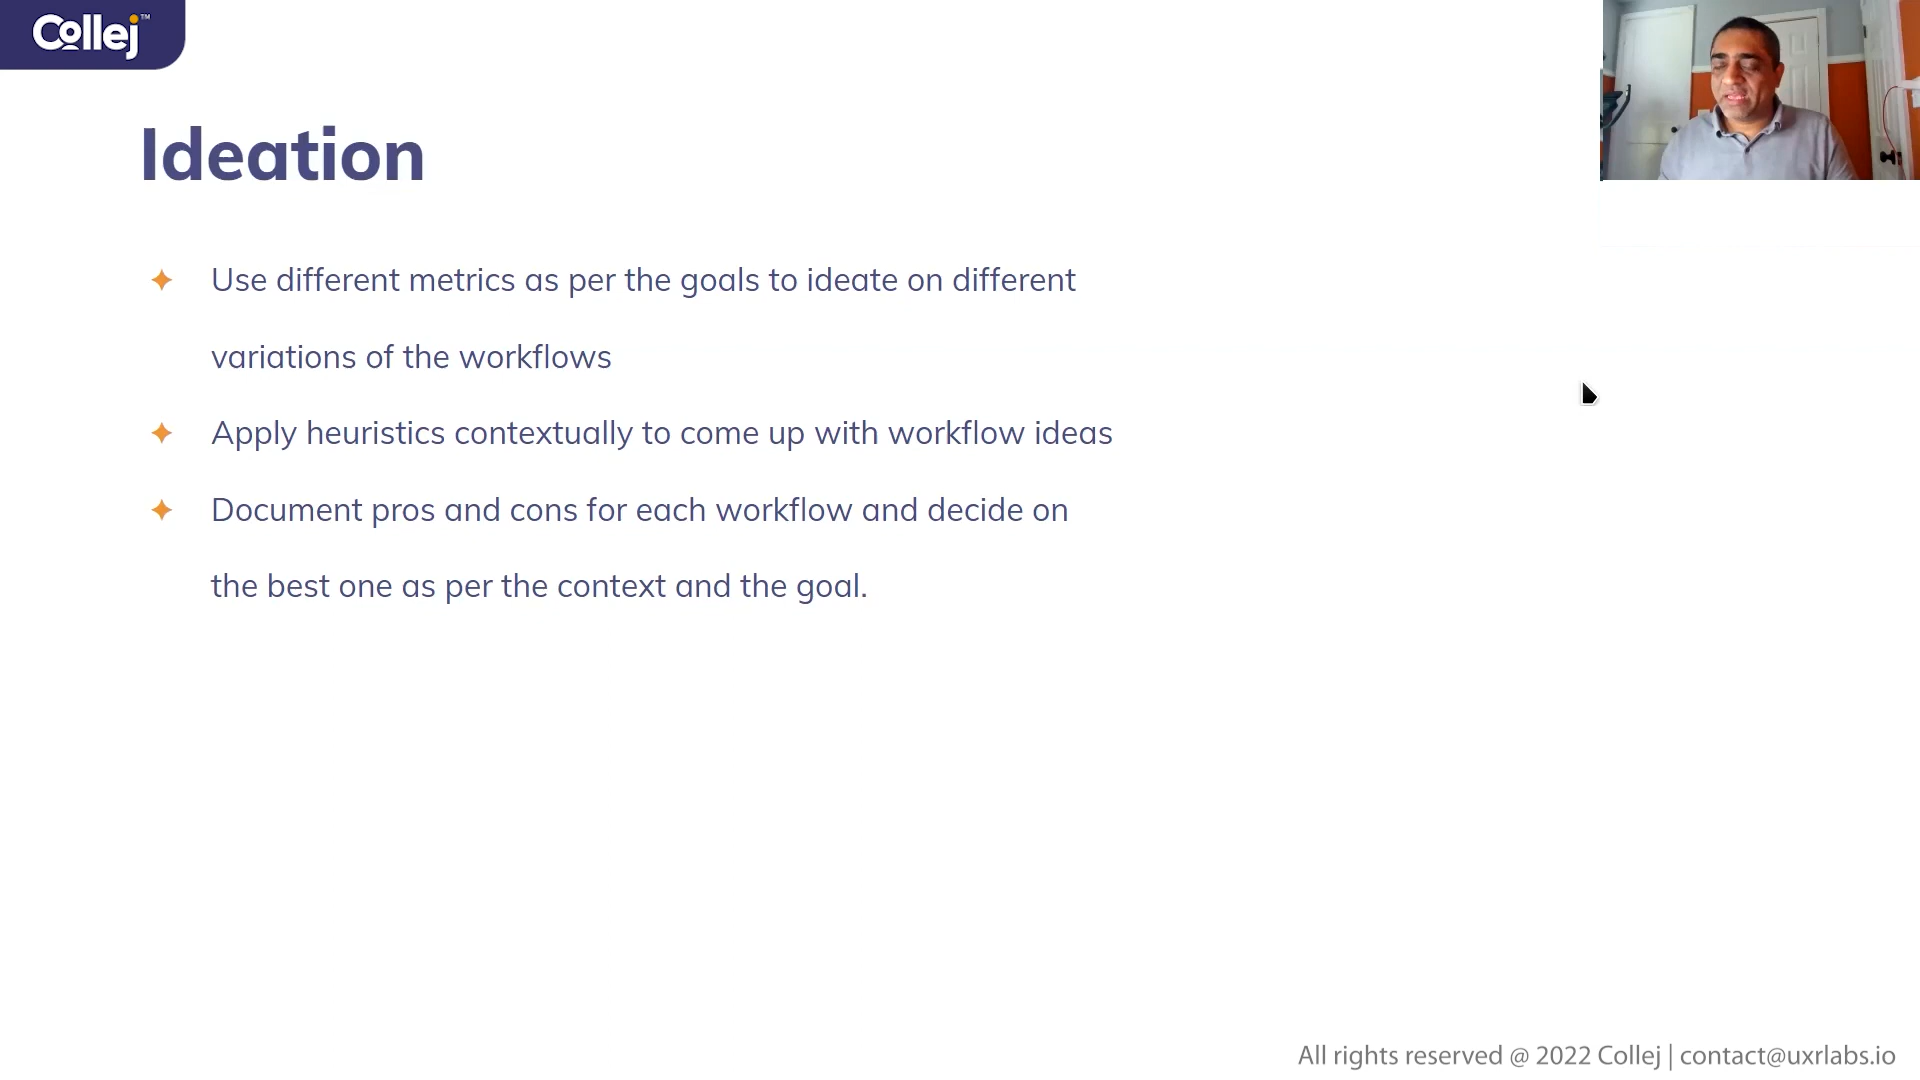 Collej™
Ideation
Use different metrics as per the goals to ideate on different
variations of the workflows
Apply heuristics contextually to come up with workflow ideas
Document pros and cons for each workflow and decide on
the best one as per the context and the goal.
All rights reserved @ 2022 Collej | contact@uxrlabs.io